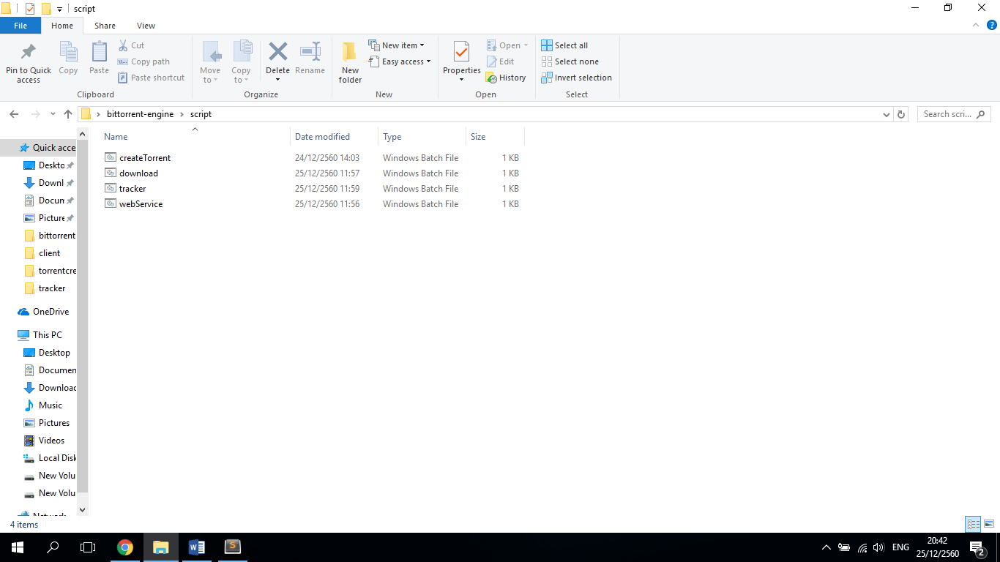 script
File Home Share View
Pin to Quick access
Copy
Paste
Cut
Copy path
Paste shortcut
Clipboard
Move to
Copy to
Delete
Rename
Organize
New folder
New item
Easy access
New
Properties
Open
Edit
History
Open
Select all
Select none
Invert selection
Select
bittorrent-engine script
Search scri...
Name Date modified Type Size
createTorrent 24/12/2560 14:03 Windows Batch File 1 KB
download 25/12/2560 11:57 Windows Batch File 1 KB
tracker 25/12/2560 11:59 Windows Batch File 1 KB
webService 25/12/2560 11:56 Windows Batch File 1 KB
Quick acce
Deskto
Downl
Docun
Picture
bittorrent
client
torrentcre
tracker
OneDrive
This PC
Desktop
Documen
Download
Music
Pictures
Videos
Local Disk
New Volu
New Volu
Network
4 items
ENG
20:42
25/12/2560
2